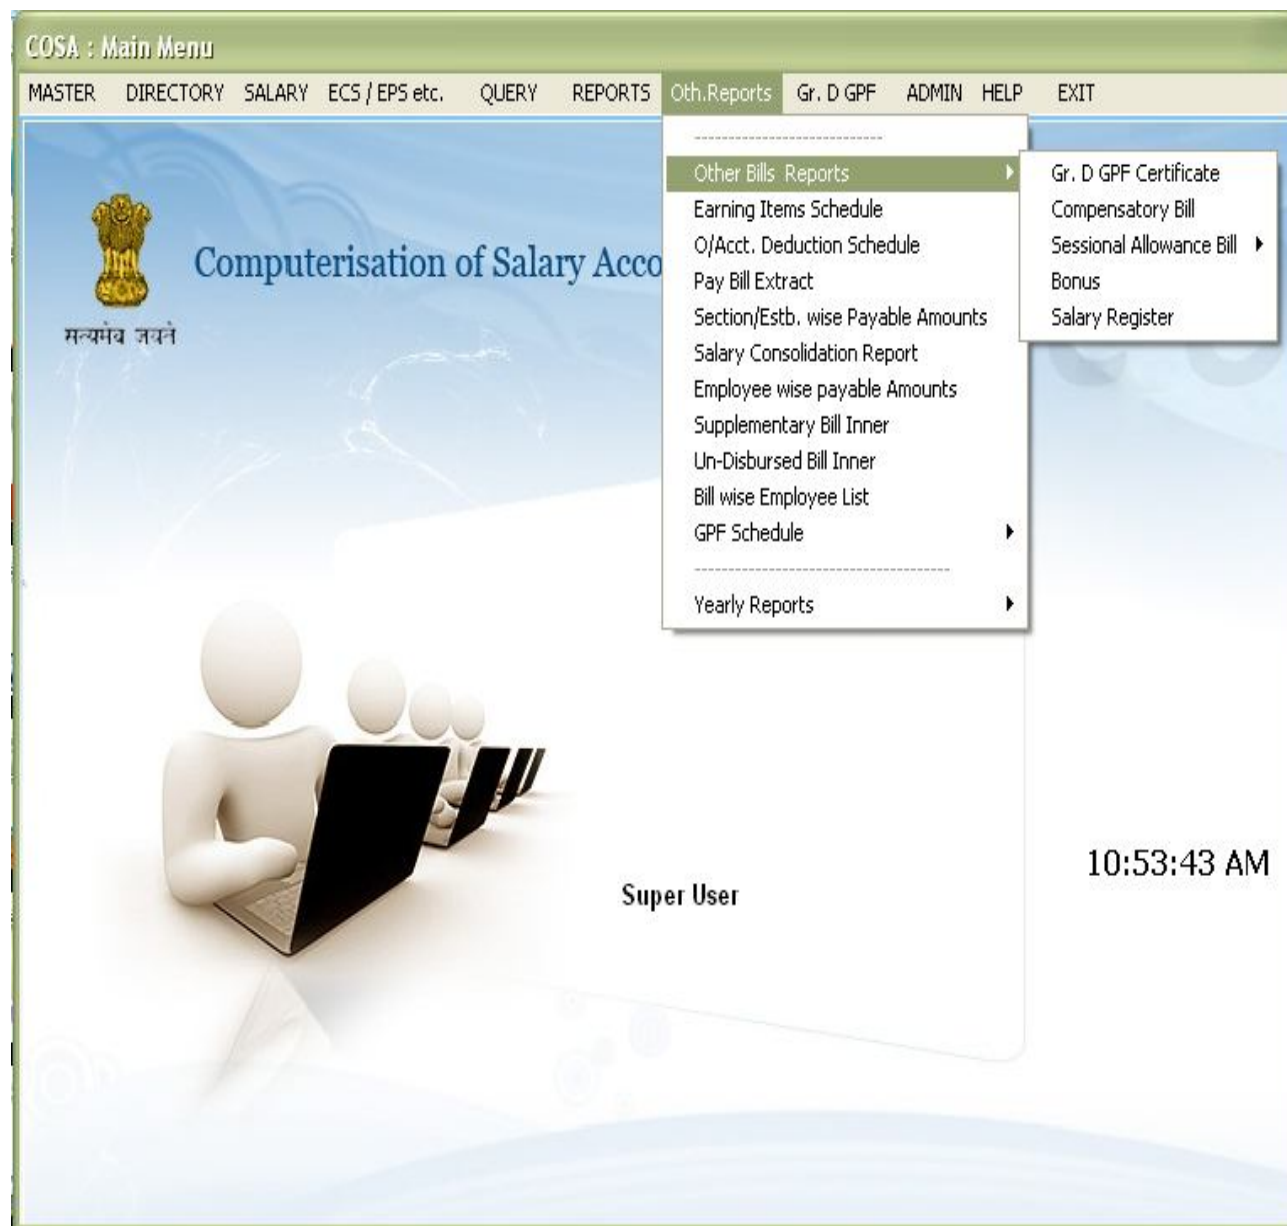 COSA : Main Menu
MASTER DIRECTORY SALARY ECS / EPS etc. QUERY REPORTS Oth.Reports Gr. D GPF ADMIN HELP EXIT
---------------------------
Other Bills Reports
Earning Items Schedule
O/Acct. Deduction Schedule
Pay Bill Extract
Section/Estb. wise Payable Amounts
Salary Consolidation Report
Employee wise payable Amounts
Supplementary Bill Inner
Un-Disbursed Bill Inner
Bill wise Employee List
GPF Schedule
-------------------------------------
Yearly Reports
Gr. D GPF Certificate
Compensatory Bill
Sessional Allowance Bill
Bonus
Salary Register
Computerisation of Salary Acco
सत्यमेव जयते
Super User
10:53:43 AM